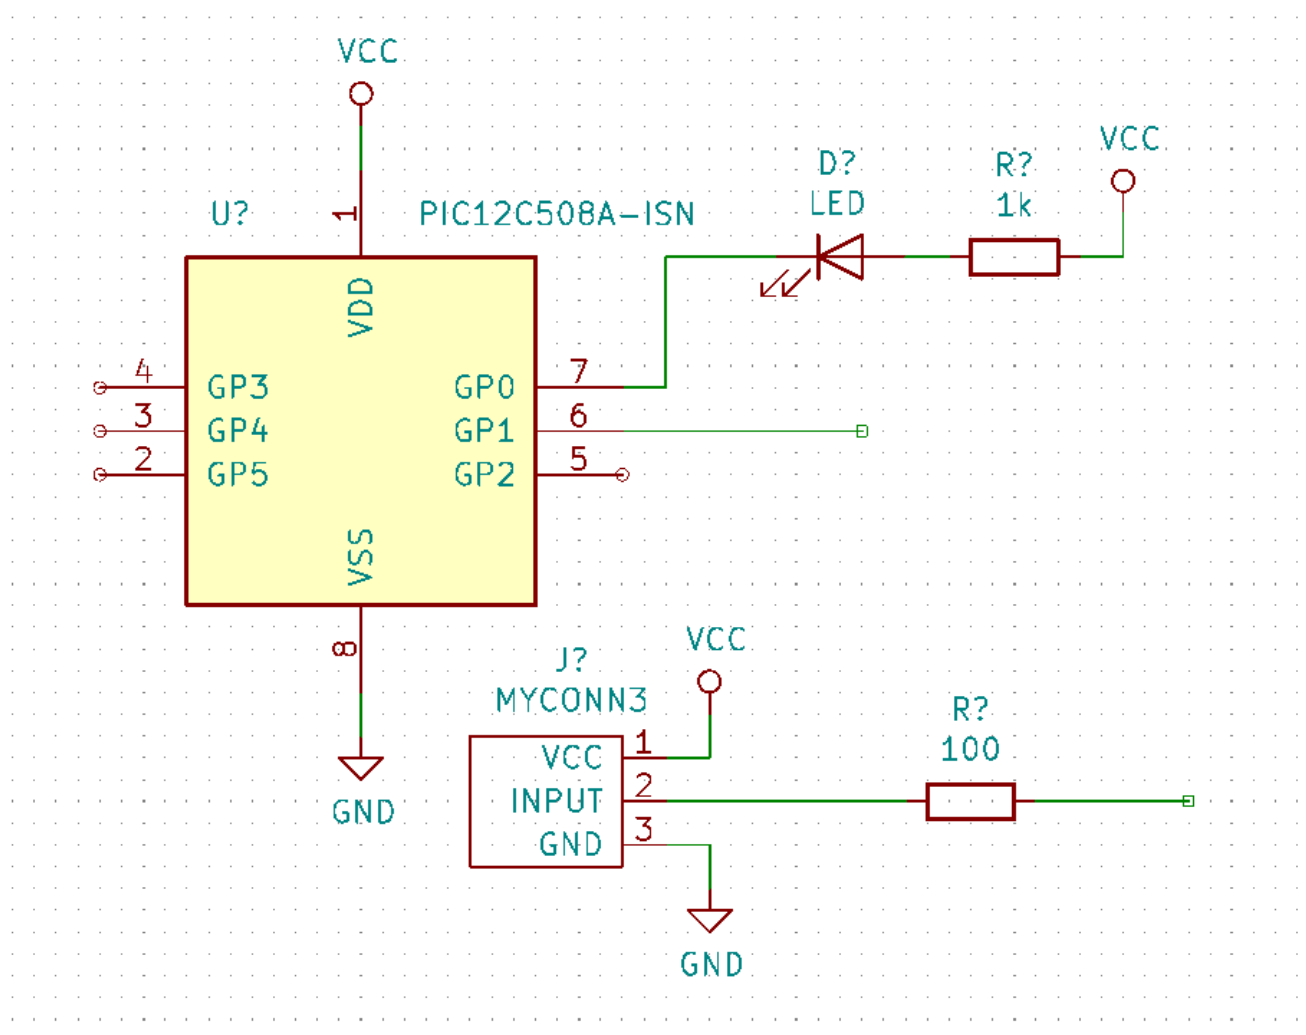 VCC
VCC
D?
R?
LED
1k
U?
1
PIC12C508A-ISN
VDD
4
GP3
GP0
7
3
GP4
GP1
6
2
GP5
GP2
5
VSS
8
GND
J?
MYCONN3
VCC
VCC
1
INPUT
2
GND
3
R?
100
GND